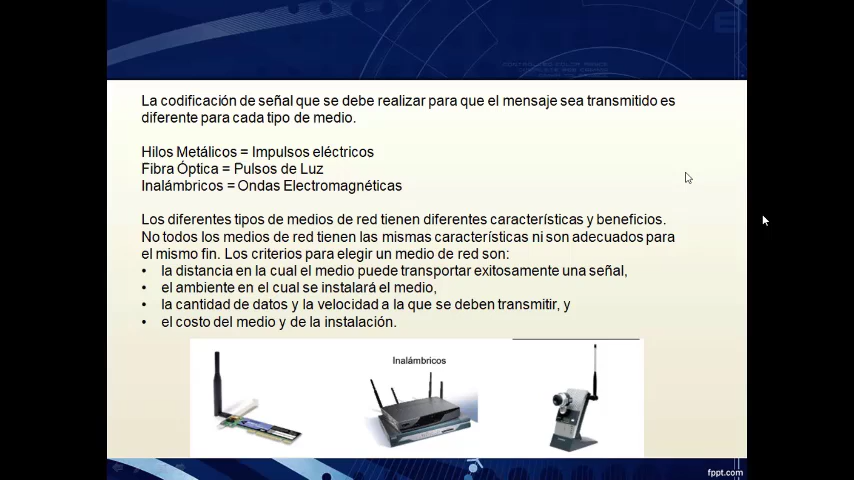 La codificación de señal que se debe realizar para que el mensaje sea transmitido es
diferente para cada tipo de medio.
Hilos Metálicos = Impulsos eléctricos
Fibra Óptica = Pulsos de Luz
Inalámbricos = Ondas Electromagnéticas
Los diferentes tipos de medios de red tienen diferentes características y beneficios.
No todos los medios de red tienen las mismas características ni son adecuados para
el mismo fin. Los criterios para elegir un medio de red son:
• la distancia en la cual el medio puede transportar exitosamente una señal,
• el ambiente en el cual se instalará el medio,
• la cantidad de datos y la velocidad a la que se deben transmitir, y
• el costo del medio y de la instalación.
Inalámbricos
fppt.com